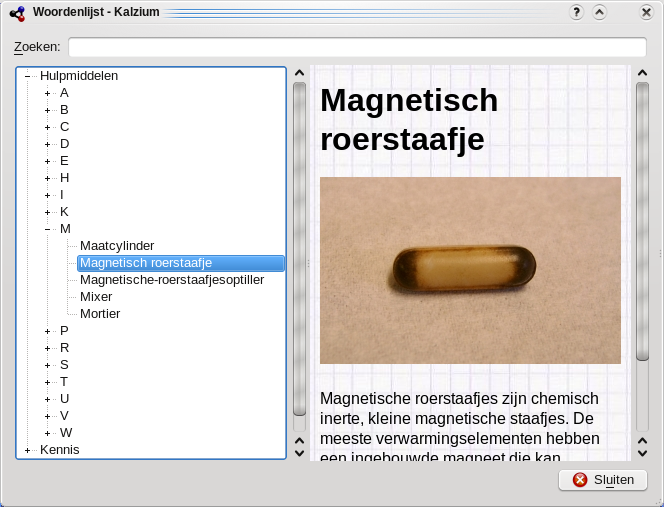 Woordenlijst - Kalzium
Zoeken:
Hulpmiddelen
A
B
C
D
E
H
I
K
M
Maatcylinder
Magnetisch roerstaafje
Magnetische-roerstaafjesoptiller
Mixer
Mortier
P
R
S
T
U
V
W
Kennis
Magnetisch
roerstaafje
Magnetische roerstaafjes zijn chemisch
inerte, kleine magnetische staafjes. De
meeste verwarmingselementen hebben
een ingebouwde magneet die kan
Sluiten